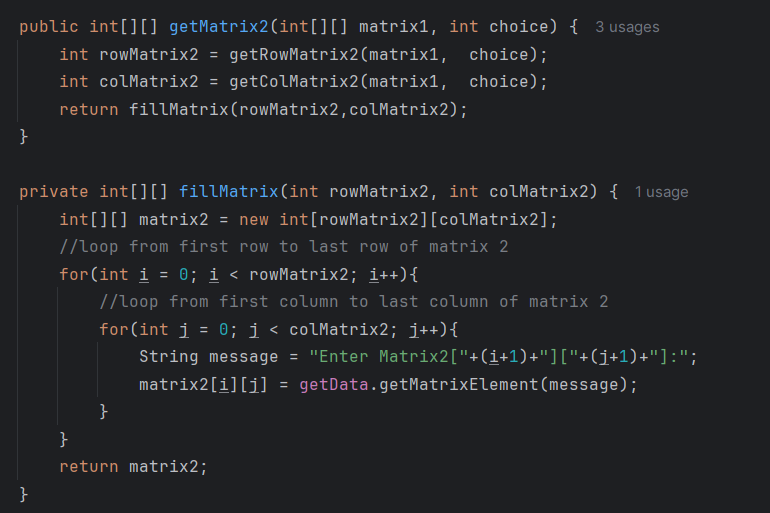 public int[][] getMatrix2(int[][] matrix1, int choice) {  3 usages
    int rowMatrix2 = getRowMatrix2(matrix1,  choice);
    int colMatrix2 = getColMatrix2(matrix1,  choice);
    return fillMatrix(rowMatrix2,colMatrix2);
}

private int[][] fillMatrix(int rowMatrix2, int colMatrix2) {  1 usage
    int[][] matrix2 = new int[rowMatrix2][colMatrix2];
    //loop from first row to last row of matrix 2
    for(int i = 0; i < rowMatrix2; i++){
        //loop from first column to last column of matrix 2
        for(int j = 0; j < colMatrix2; j++){
            String message = "Enter Matrix2["+(i+1)+"]["+(j+1)+"]:";
            matrix2[i][j] = getData.getMatrixElement(message);
        }
    }
    return matrix2;
}